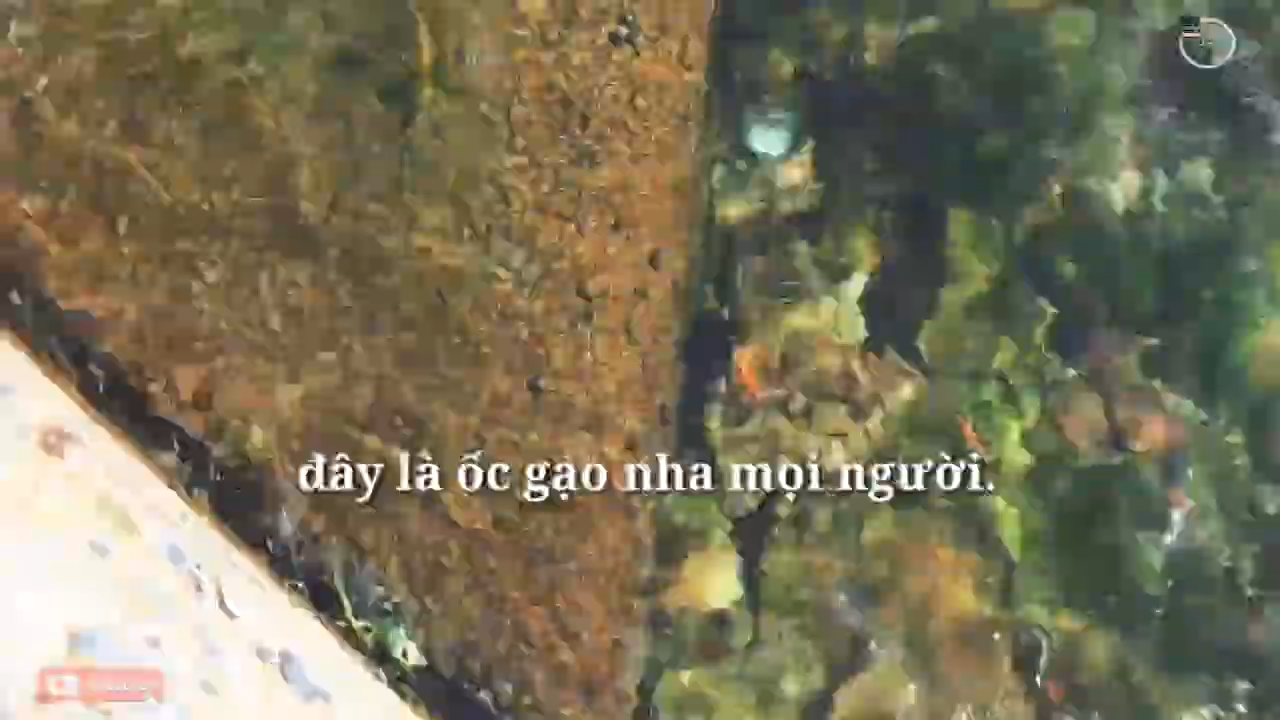 đây là ốc gạo nha mọi người.